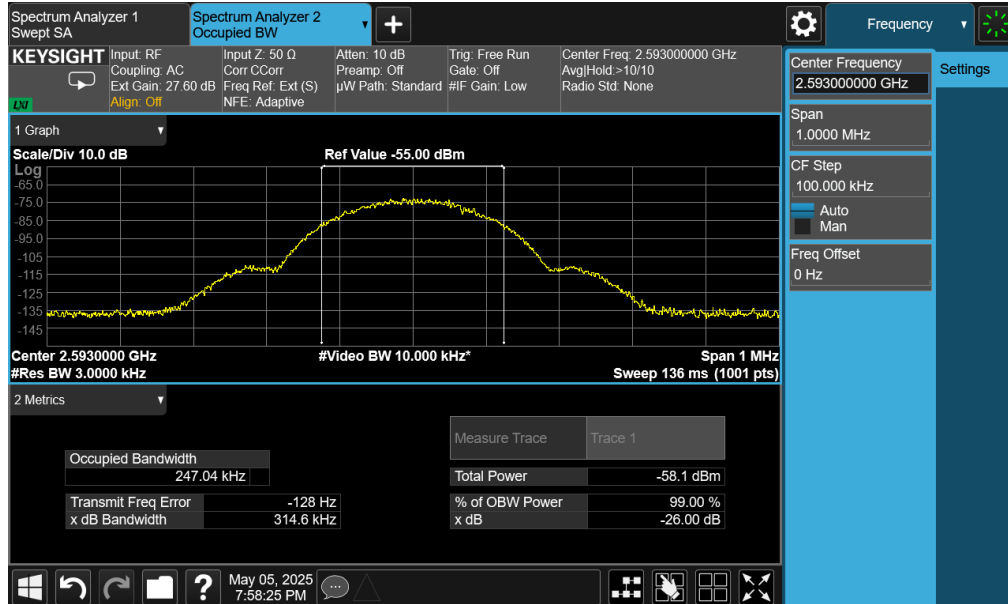 Spectrum Analyzer 1
Swept SA
Spectrum Analyzer 2
Occupied BW
Frequency
KEYSIGHT
LXI
Input: RF
Coupling: AC
Ext Gain: 27.60 dB
Align: Off
Input Z: 50 Ω
Corr CCorr
Freq Ref: Ext (S)
NFE: Adaptive
Atten: 10 dB
Preamp: Off
µW Path: Standard
Trig: Free Run
Gate: Off
#IF Gain: Low
Center Freq: 2.593000000 GHz
Avg|Hold:>10/10
Radio Std: None
Center Frequency
2.593000000 GHz
Settings
Span
1.0000 MHz
CF Step
100.000 kHz
Auto
Man
Freq Offset
0 Hz
1 Graph
Scale/Div 10.0 dB
Ref Value -55.00 dBm
Log
-65.0
-75.0
-85.0
-95.0
-105
-115
-125
-135
-145
Center 2.5930000 GHz
#Video BW 10.000 kHz*
Span 1 MHz
#Res BW 3.0000 kHz
Sweep 136 ms (1001 pts)
2 Metrics
Measure Trace Trace 1
Occupied Bandwidth
247.04 kHz
Total Power -58.1 dBm
Transmit Freq Error -128 Hz
% of OBW Power 99.00 %
x dB Bandwidth 314.6 kHz
x dB -26.00 dB
?
May 05, 2025
7:58:25 PM